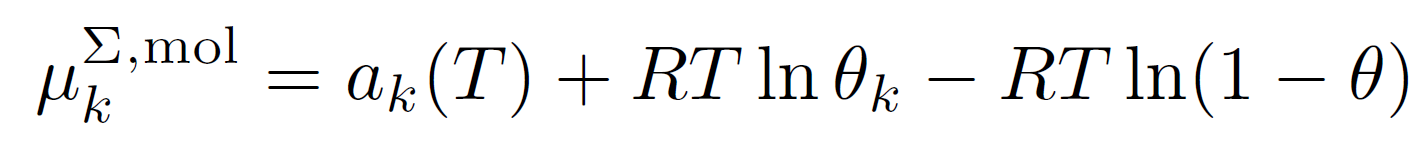 μ_k^{Σ,mol} = a_k(T) + RT ln θ_k − RT ln(1 − θ)